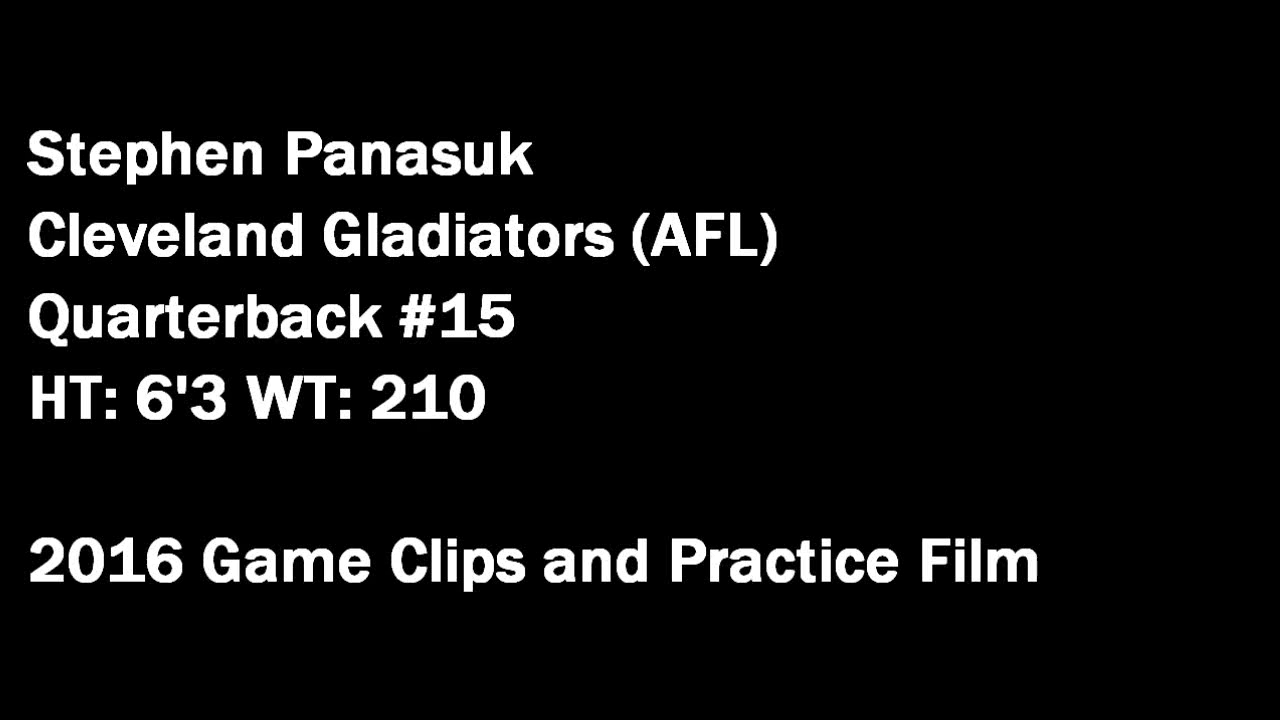 Stephen Panasuk
Cleveland Gladiators (AFL)
Quarterback #15
HT: 6'3 WT: 210
2016 Game Clips and Practice Film